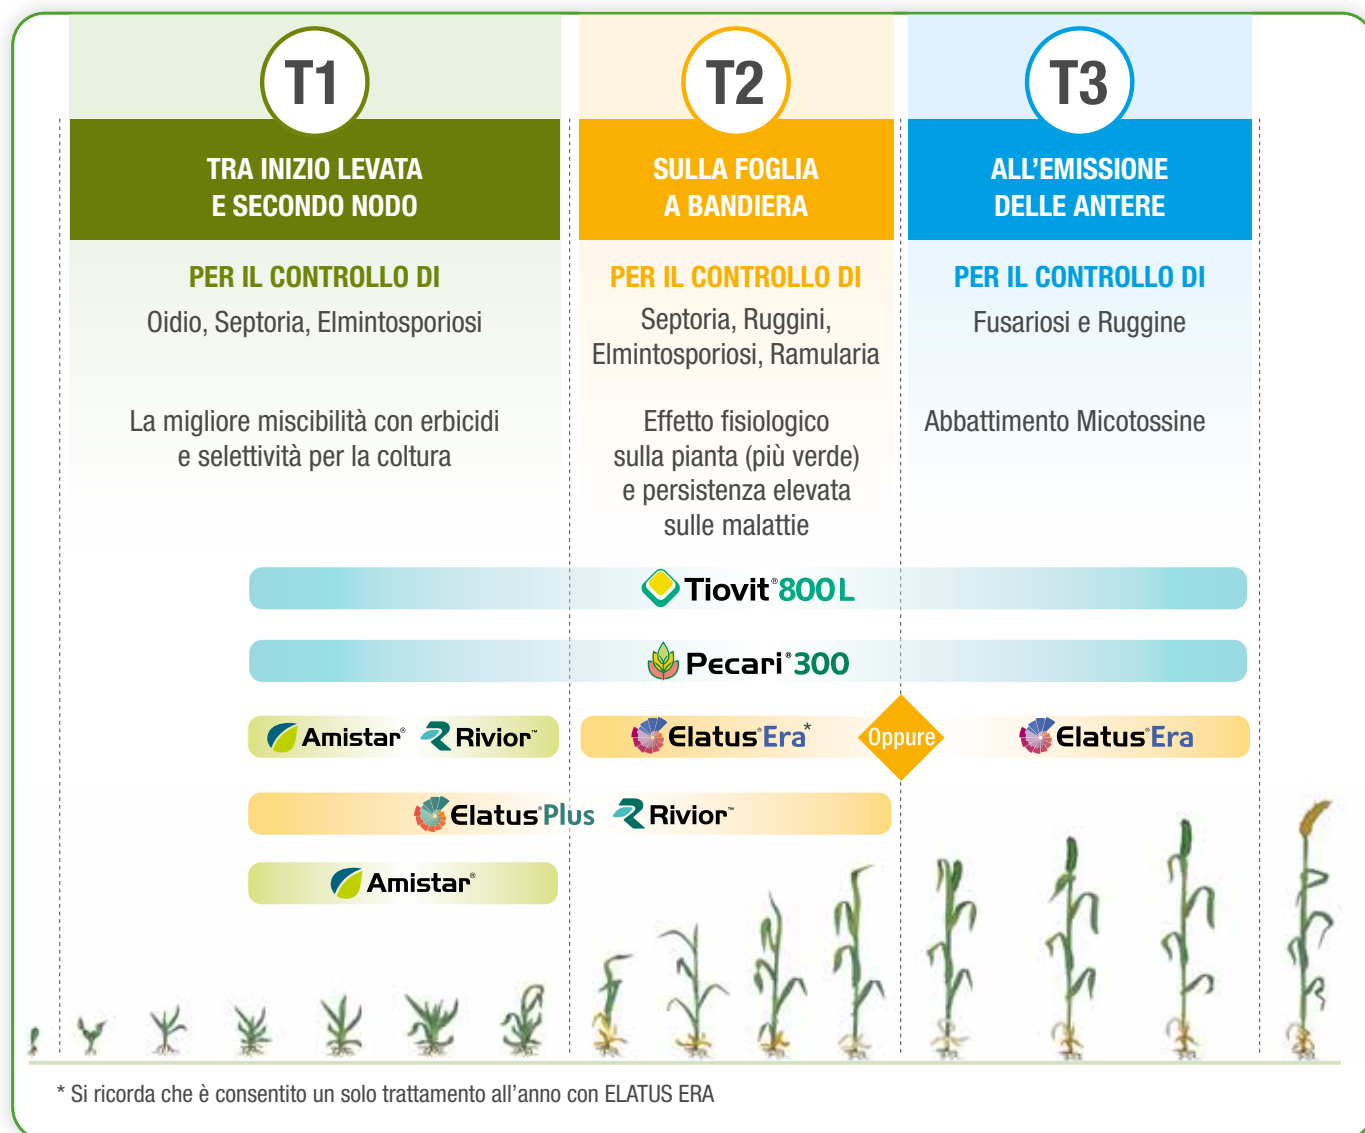 T1
TRA INIZIO LEVATA
E SECONDO NODO
PER IL CONTROLLO DI
Oidio, Septoria, Elmintosporiosi
La migliore miscibilità con erbicidi
e selettività per la coltura
T2
SULLA FOGLIA
A BANDIERA
PER IL CONTROLLO DI
Septoria, Ruggini,
Elmintosporiosi, Ramularia
Effetto fisiologico
sulla pianta (più verde)
e persistenza elevata
sulle malattie
T3
ALL'EMISSIONE
DELLE ANTERE
PER IL CONTROLLO DI
Fusariosi e Ruggine
Abbattimento Micotossine
Tiovit® 800 L
Pecari® 300
Amistar® Rivior™
Elatus® Era*
Oppure
Elatus® Era
Elatus® Plus Rivior™
Amistar®
* Si ricorda che è consentito un solo trattamento all'anno con ELATUS ERA